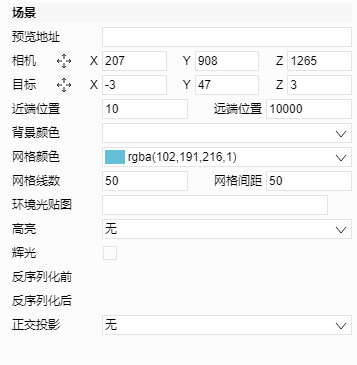 场景
预览地址
相机 X 207 Y 908 Z 1265
目标 X -3 Y 47 Z 3
近端位置 10 远端位置 10000
背景颜色
网格颜色 rgba(102,191,216,1)
网格线数 50 网格间距 50
环境光贴图
高亮 无
辉光
反序列化前
反序列化后
正交投影 无